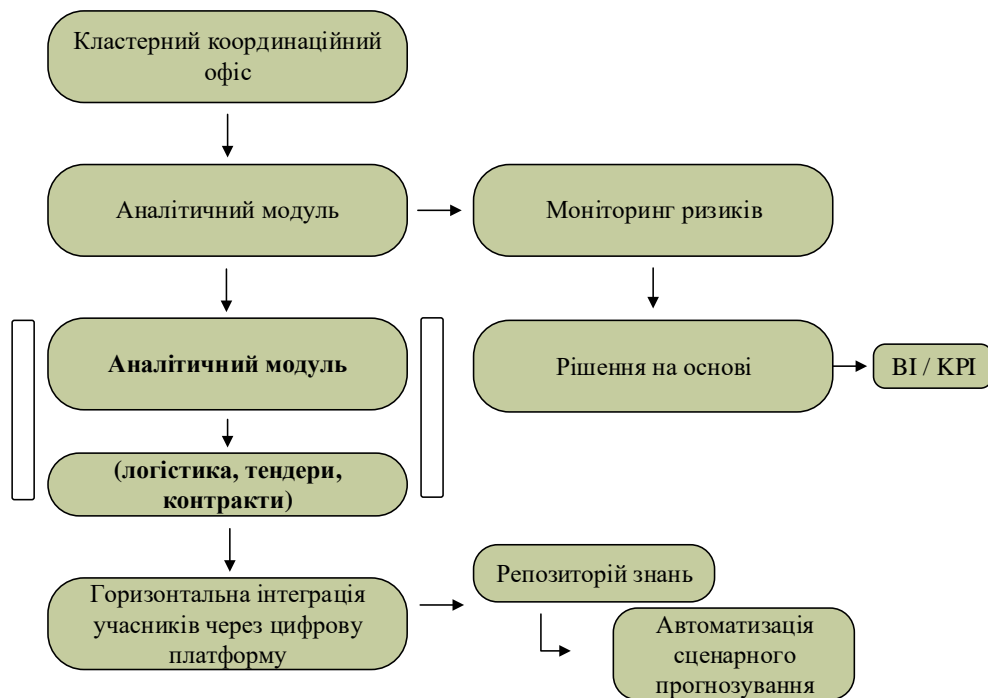 Кластерний координаційний
офіс
Аналітичний модуль
Моніторинг ризиків
Аналітичний модуль
Рішення на основі
BI / KPI
(логістика, тендери,
контракти)
Горизонтальна інтеграція
учасників через цифрову
платформу
Репозиторій знань
Автоматизація
сценарного
прогнозування